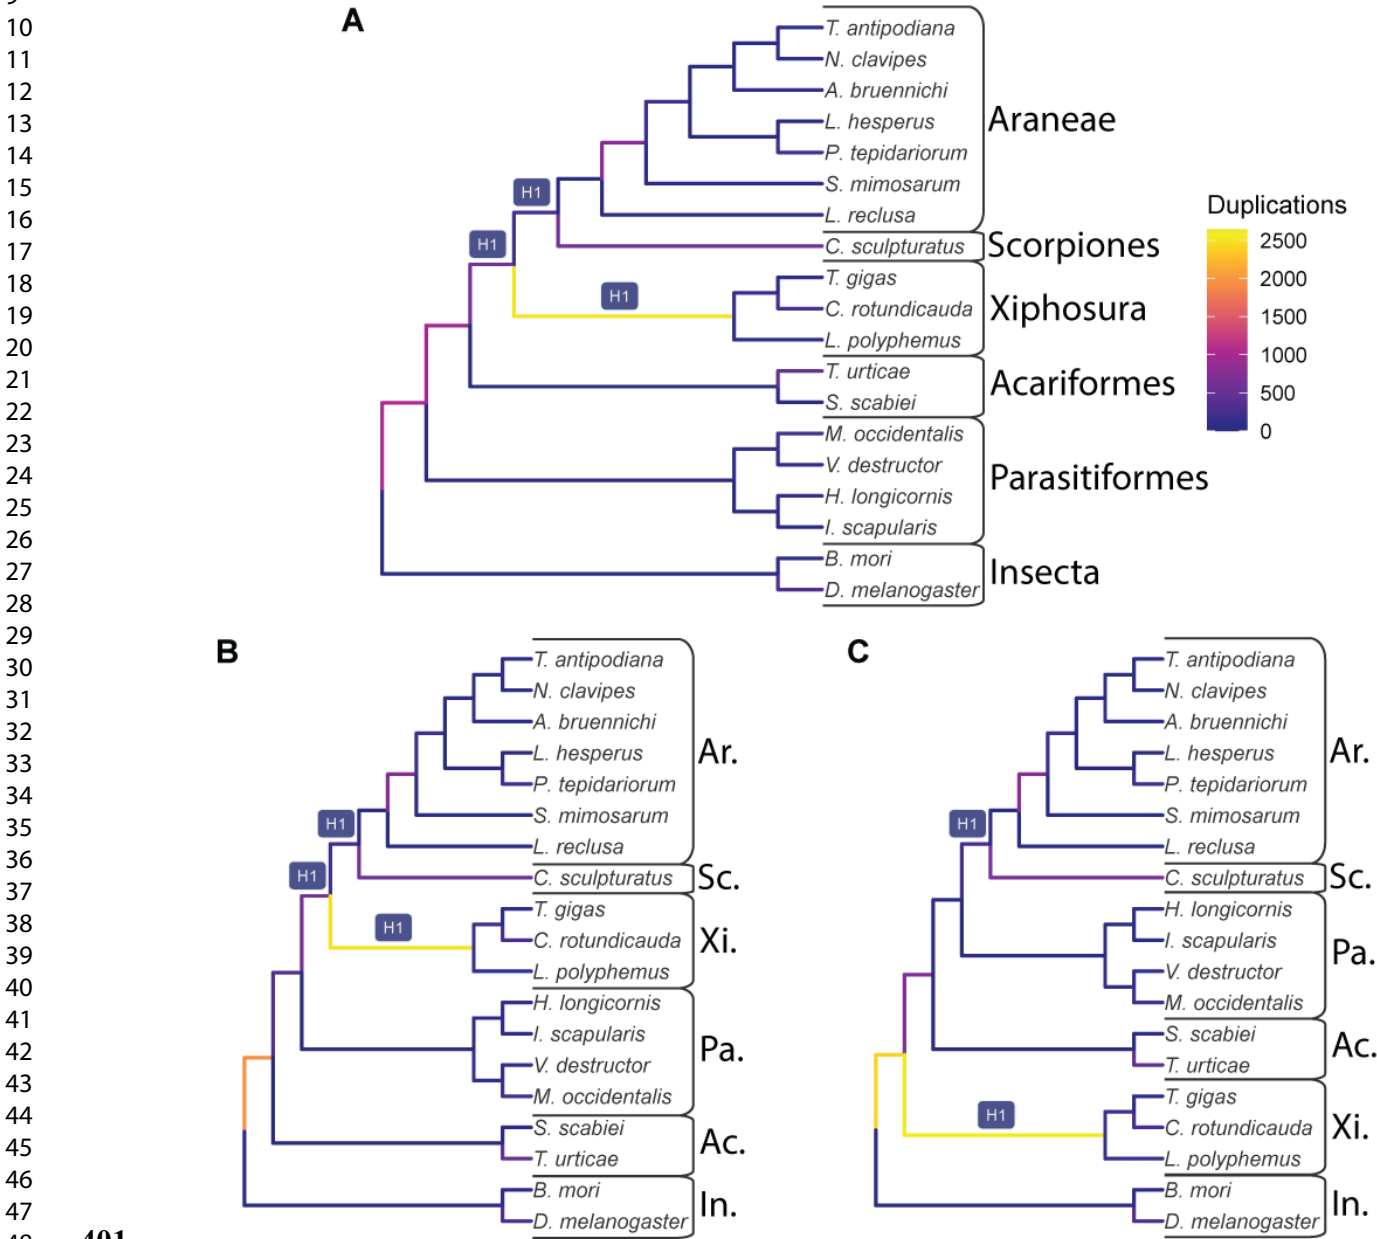 10
11
12
13
14
15
16
17
18
19
20
21
22
23
24
25
26
27
28
29
30
31
32
33
34
35
36
37
38
39
40
41
42
43
44
45
46
47
401
A
T. antipodiana
N. clavipes
A. bruennichi
L. hesperus
P. tepidariorum
S. mimosarum
L. reclusa
C. sculpturatus
T. gigas
C. rotundicauda
L. polyphemus
T. urticae
S. scabiei
M. occidentalis
V. destructor
H. longicornis
I. scapularis
B. mori
D. melanogaster
Araneae
Scorpiones
Xiphosura
Acariformes
Parasitiformes
Insecta
H1
H1
H1
Duplications
2500
2000
1500
1000
500
0
B
T. antipodiana
N. clavipes
A. bruennichi
L. hesperus
P. tepidariorum
S. mimosarum
L. reclusa
C. sculpturatus
T. gigas
C. rotundicauda
L. polyphemus
H. longicornis
I. scapularis
V. destructor
M. occidentalis
S. scabiei
T. urticae
B. mori
D. melanogaster
Ar.
Sc.
Xi.
Pa.
Ac.
In.
H1
H1
H1
C
T. antipodiana
N. clavipes
A. bruennichi
L. hesperus
P. tepidariorum
S. mimosarum
L. reclusa
C. sculpturatus
H. longicornis
I. scapularis
V. destructor
M. occidentalis
S. scabiei
T. urticae
T. gigas
C. rotundicauda
L. polyphemus
B. mori
D. melanogaster
Ar.
Sc.
Pa.
Ac.
Xi.
In.
H1
H1